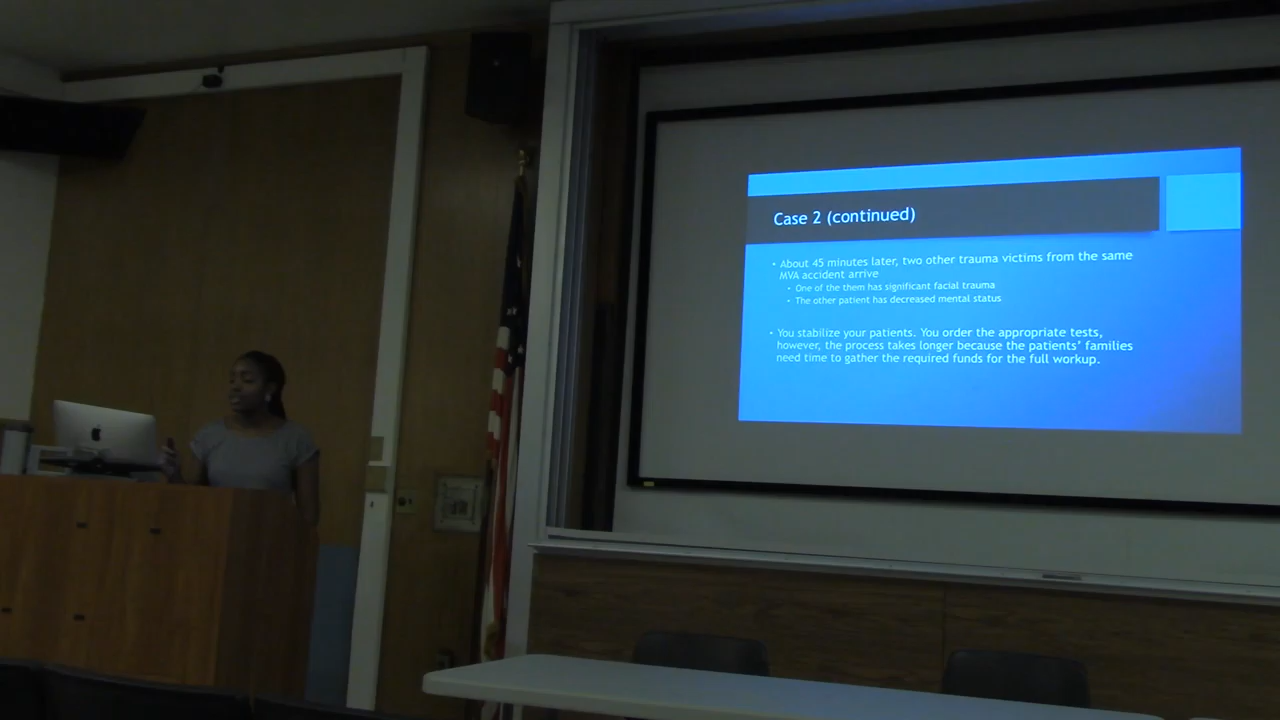 Case 2 (continued)
• About 45 minutes later, two other trauma victims from the same
MVA accident arrive
• One of the them has significant facial trauma
• The other patient has decreased mental status
• You stabilize your patients. You order the appropriate tests,
however, the process takes longer because the patients' families
need time to gather the required funds for the full workup.